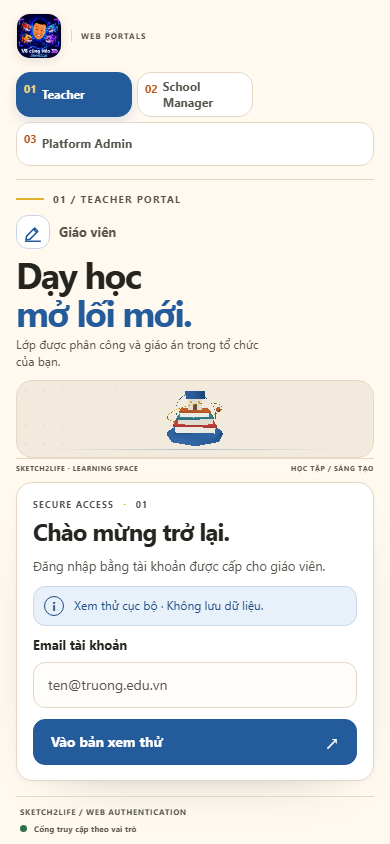 Vẽ cùng Hảo 3D
WEB PORTALS
01 Teacher
02 School Manager
03 Platform Admin
01 / TEACHER PORTAL
Giáo viên
Dạy học
mở lối mới.
Lớp được phân công và giáo án trong tổ chức
của bạn.
SKETCH2LIFE · LEARNING SPACE
HỌC TẬP / SÁNG TẠO
SECURE ACCESS · 01
Chào mừng trở lại.
Đăng nhập bằng tài khoản được cấp cho giáo viên.
Xem thử cục bộ · Không lưu dữ liệu.
Email tài khoản
ten@truong.edu.vn
Vào bản xem thử ↗
SKETCH2LIFE / WEB AUTHENTICATION
Cổng truy cập theo vai trò